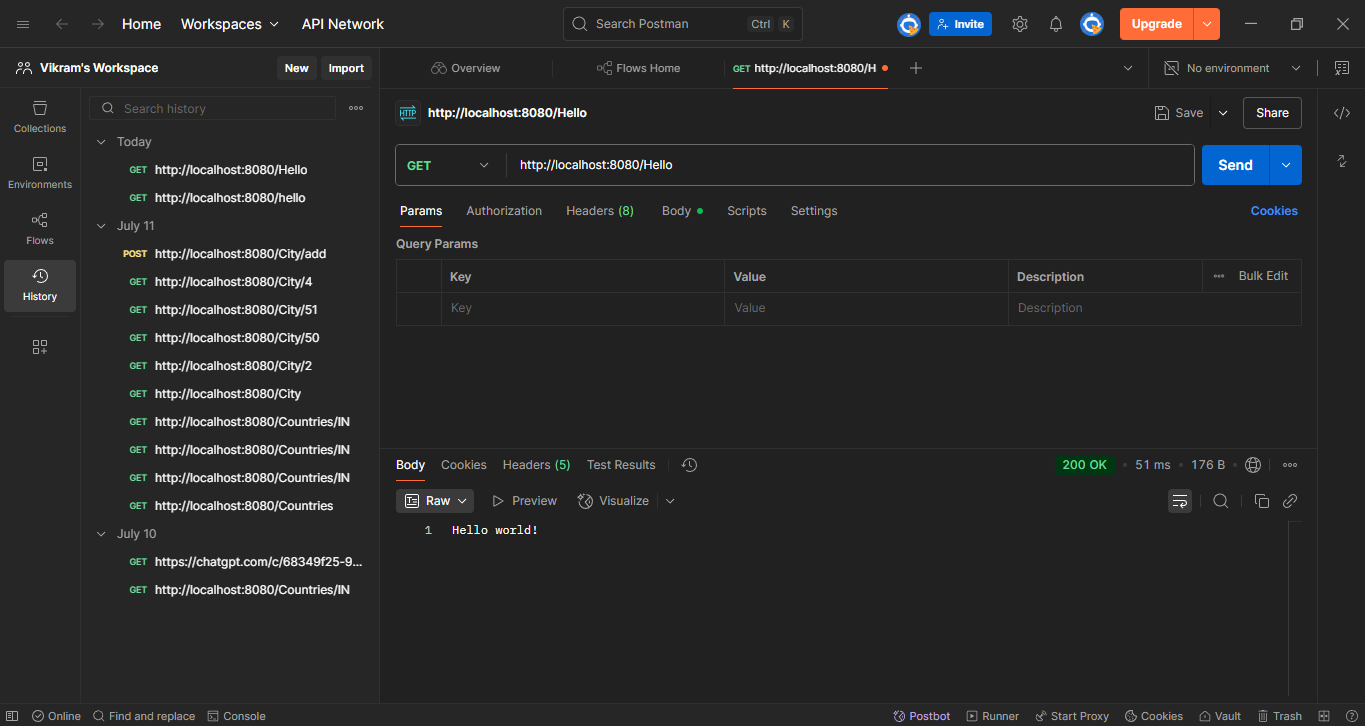 Home Workspaces API Network Search Postman Ctrl K Invite Upgrade
Vikram's Workspace New Import Overview Flows Home GET http://localhost:8080/H No environment
Collections
Environments
Flows
History
Search history
Today
GET http://localhost:8080/Hello
GET http://localhost:8080/hello
July 11
POST http://localhost:8080/City/add
GET http://localhost:8080/City/4
GET http://localhost:8080/City/51
GET http://localhost:8080/City/50
GET http://localhost:8080/City/2
GET http://localhost:8080/City
GET http://localhost:8080/Countries/IN
GET http://localhost:8080/Countries/IN
GET http://localhost:8080/Countries/IN
GET http://localhost:8080/Countries
July 10
GET https://chatgpt.com/c/68349f25-9...
GET http://localhost:8080/Countries/IN
HTTP http://localhost:8080/Hello Save Share
GET http://localhost:8080/Hello Send
Params Authorization Headers (8) Body Scripts Settings Cookies
Query Params
Key Value Description Bulk Edit
Key Value Description
Body Cookies Headers (5) Test Results 200 OK 51 ms 176 B
Raw Preview Visualize
1 Hello world!
Online Find and replace Console Postbot Runner Start Proxy Cookies Vault Trash